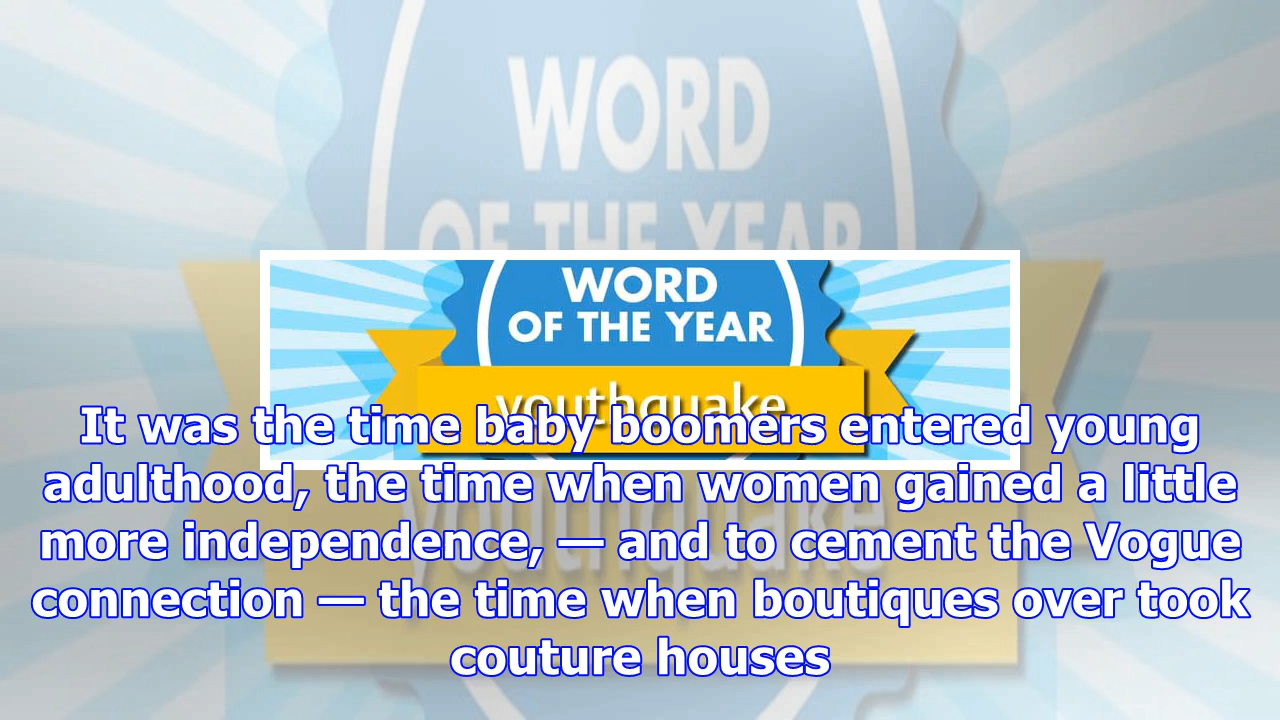 WORD
OF THE YEAR
WORD
OF THE YEAR
youthquake
It was the time baby boomers entered young
adulthood, the time when women gained a little
more independence, — and to cement the Vogue
connection — the time when boutiques over took
couture houses
youthquake